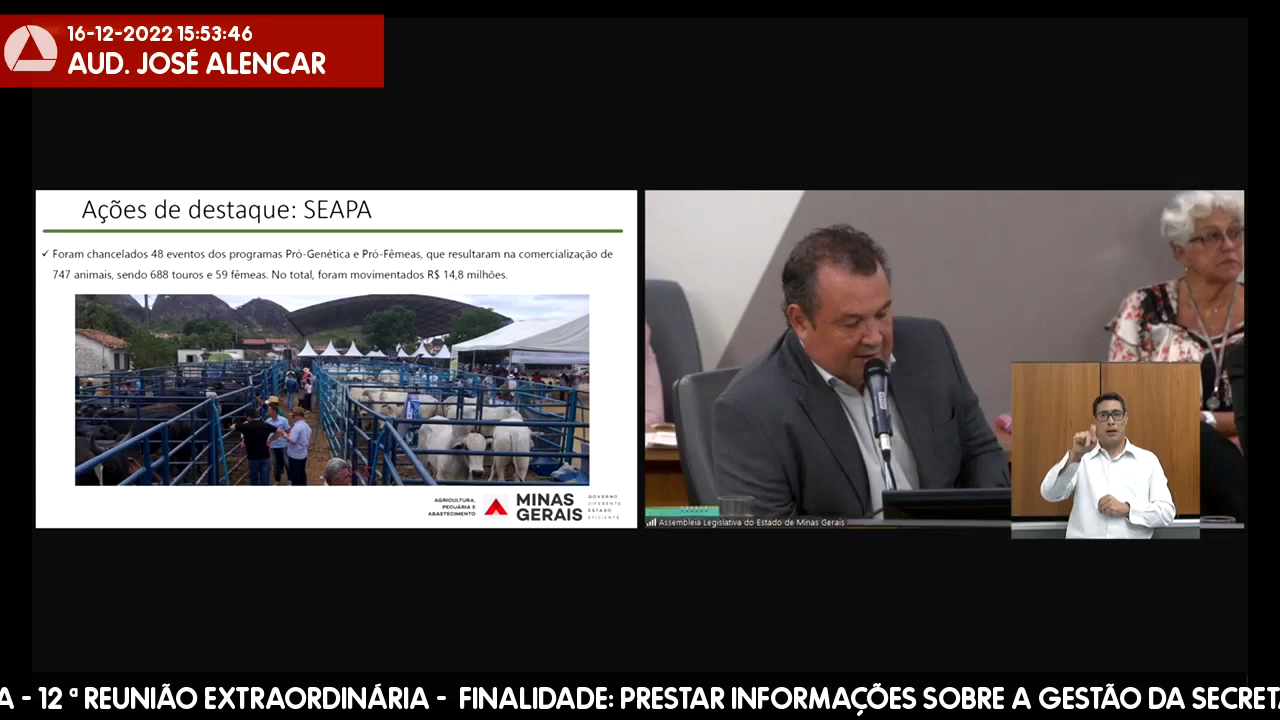 16-12-2022 15:53:46
AUD. JOSÉ ALENCAR
Ações de destaque: SEAPA
✓ Foram chancelados 48 eventos dos programas Pró-Genética e Pró-Fêmeas, que resultaram na comercialização de
747 animais, sendo 688 touros e 59 fêmeas. No total, foram movimentados R$ 14,8 milhões.
AGRICULTURA,
PECUÁRIA E
ABASTECIMENTO
MINAS
GERAIS
GOVERNO
DIFERENTE
ESTADO
EFICIENTE
Assembleia Legislativa do Estado de Minas Gerais
A - 12ª REUNIÃO EXTRAORDINÁRIA - FINALIDADE: PRESTAR INFORMAÇÕES SOBRE A GESTÃO DA SECRET